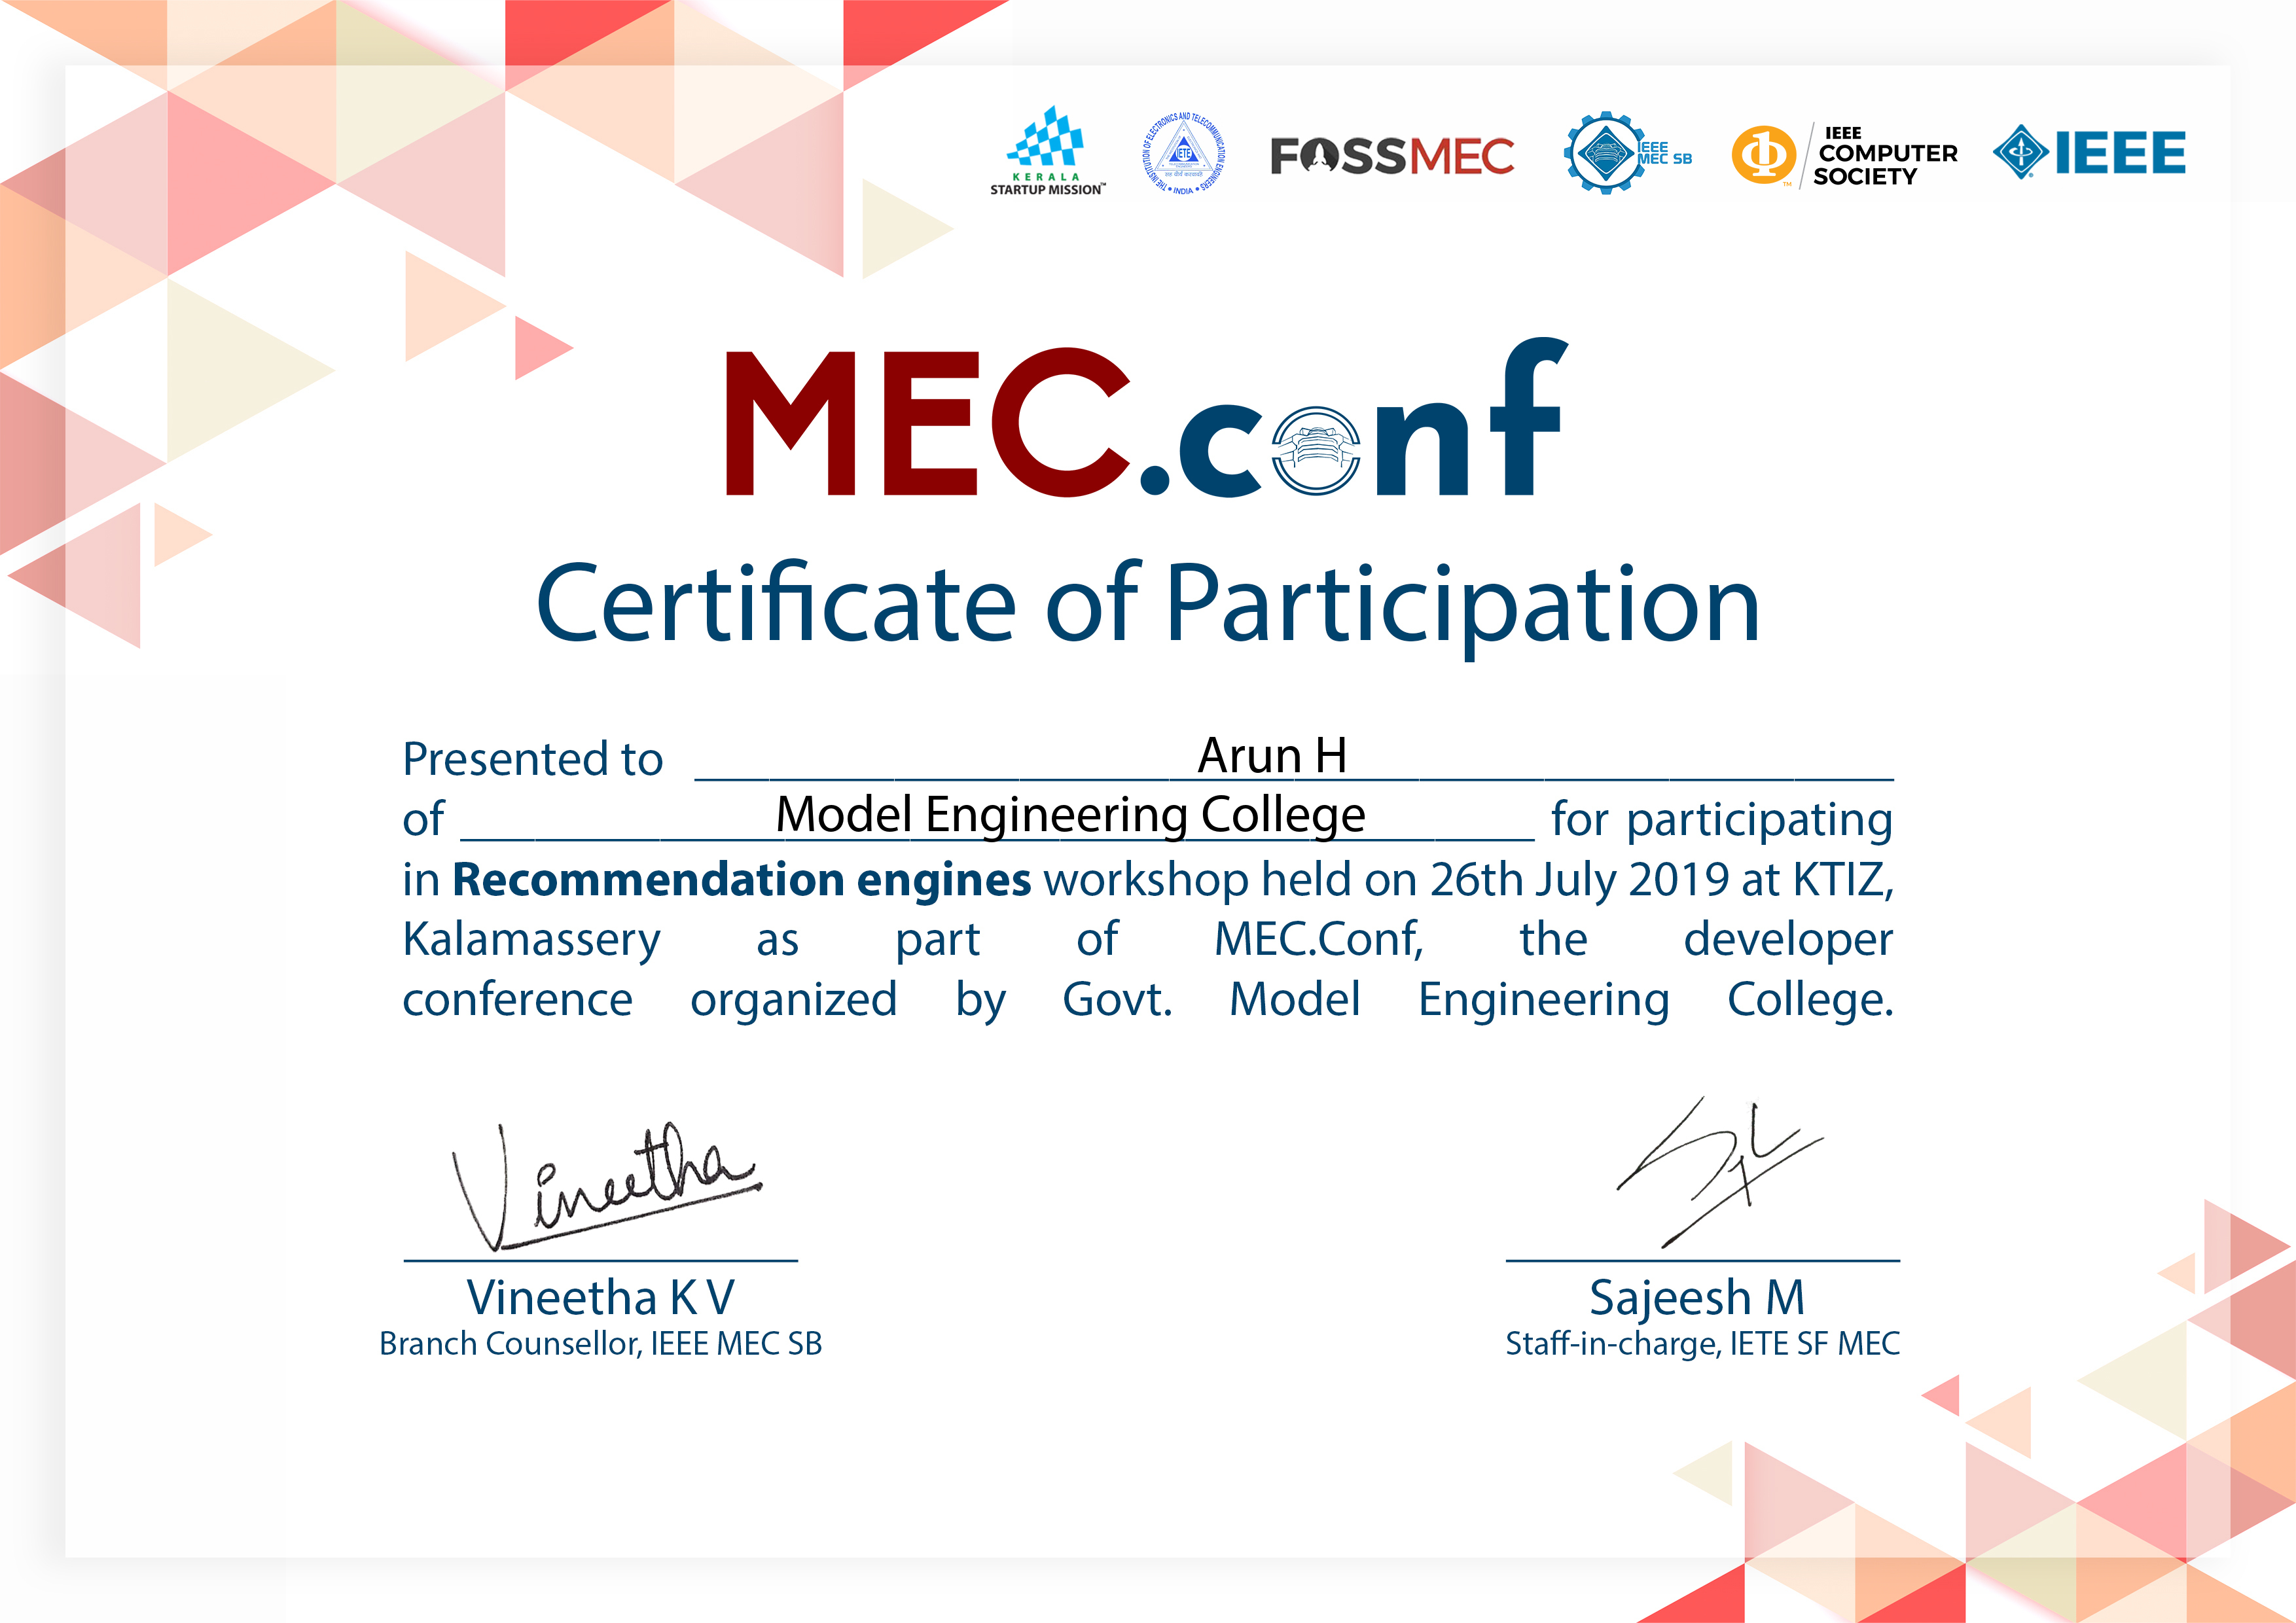 KERALA
STARTUP MISSION™
THE INSTITUTION OF ELECTRONICS AND TELECOMMUNICATION ENGINEERS
IETE
• INDIA •
FOSSMEC
IEEE
MEC SB
IEEE
COMPUTER
SOCIETY
TM
IEEE
MEC.conf
Certificate of Participation
Presented to Arun H
of Model Engineering College for participating
in Recommendation engines workshop held on 26th July 2019 at KTIZ,
Kalamassery as part of MEC.Conf, the developer
conference organized by Govt. Model Engineering College.
Vineetha
Vineetha K V
Branch Counsellor, IEEE MEC SB
Sajeesh M
Staff-in-charge, IETE SF MEC